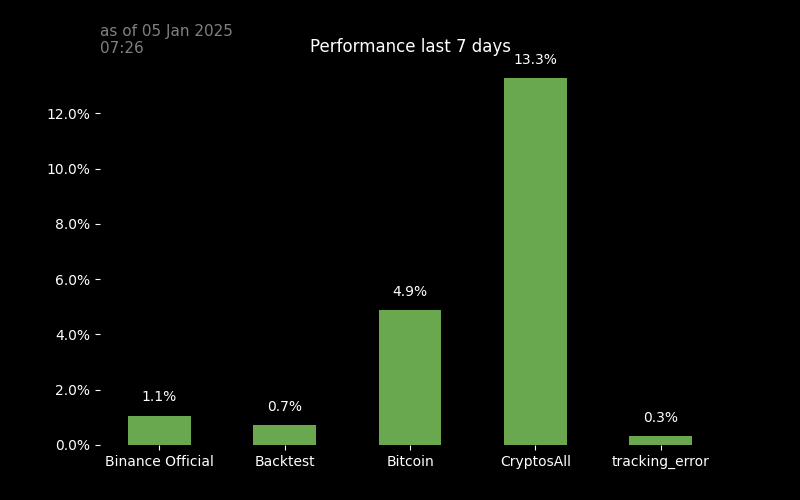 as of 05 Jan 2025
07:26
Performance last 7 days
13.3%
12.0%
10.0%
8.0%
6.0%
4.9%
4.0%
2.0%
1.1%
0.7%
0.3%
0.0%
Binance Official
Backtest
Bitcoin
CryptosAll
tracking_error